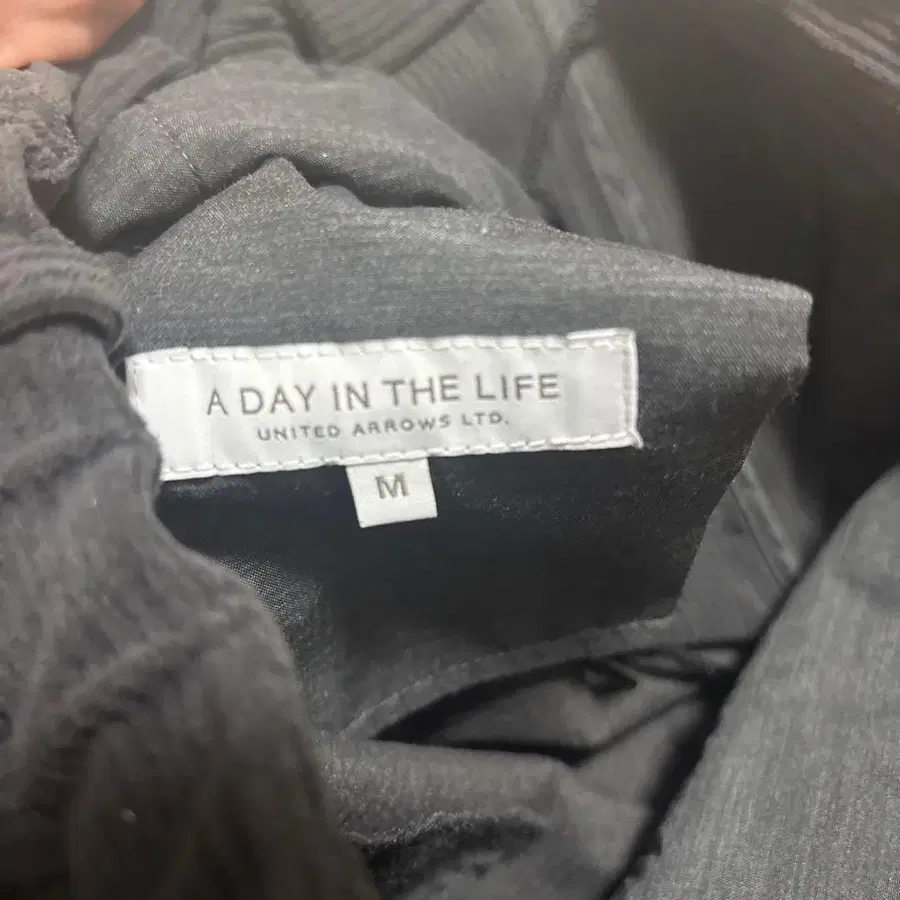 A DAY IN THE LIFE
UNITED ARROWS LTD.
M